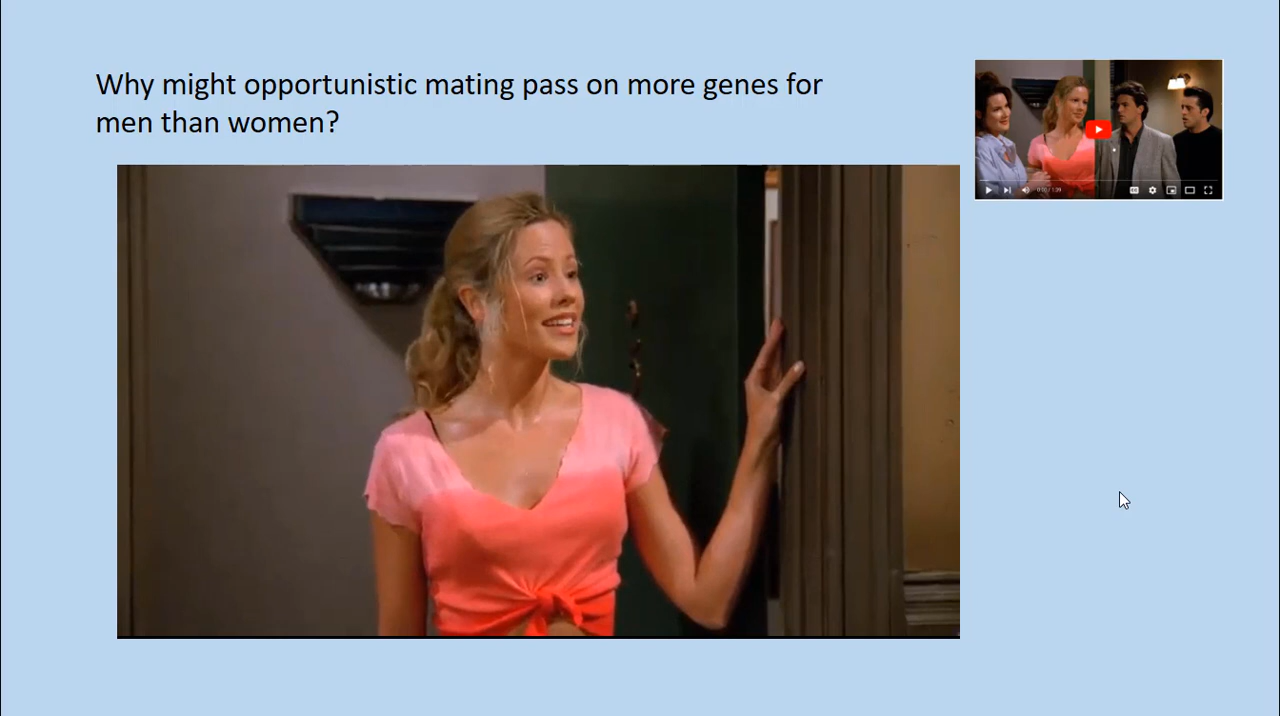 Why might opportunistic mating pass on more genes for
men than women?